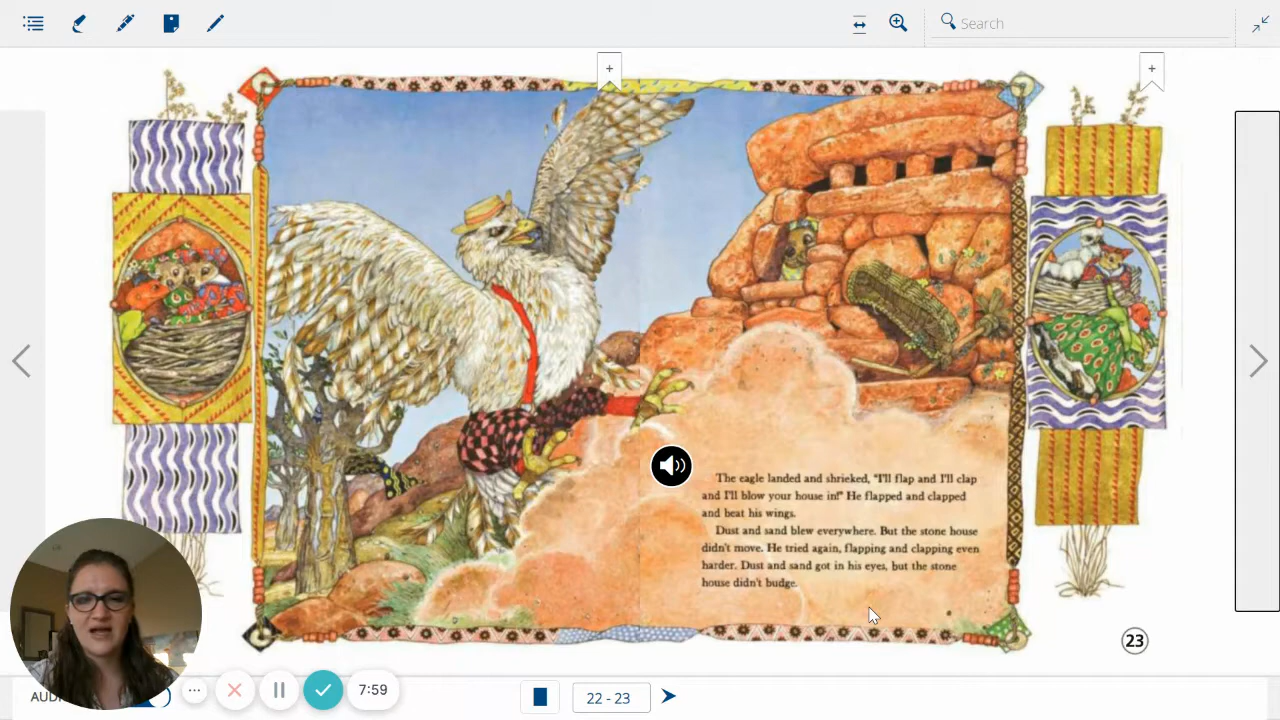 Search
+
+
The eagle landed and shrieked, "I'll flap and I'll clap
and I'll blow your house in!" He flapped and clapped
and beat his wings.
Dust and sand blew everywhere. But the stone house
didn't move. He tried again, flapping and clapping even
harder. Dust and sand got in his eyes, but the stone
house didn't budge.
23
AUD
7:59
22 - 23